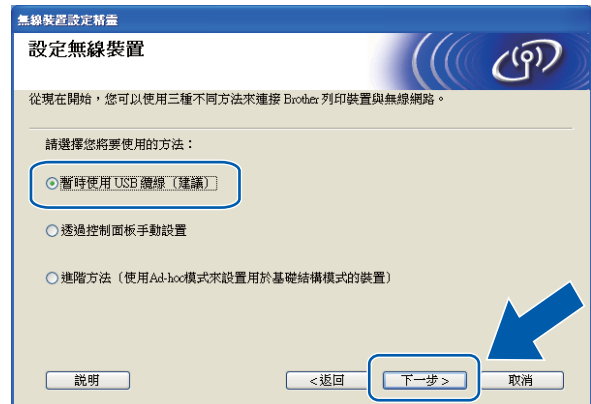 無線裝置設定精靈
設定無線裝置
從現在開始，您可以使用三種不同方法來連接 Brother 列印裝置與無線網路。
請選擇您將要使用的方法：
暫時使用 USB 纜線（建議）
透過控制面板手動設置
進階方法（使用Ad-hoc模式來設置用於基礎結構模式的裝置）
說明
<返回
下一步 >
取消